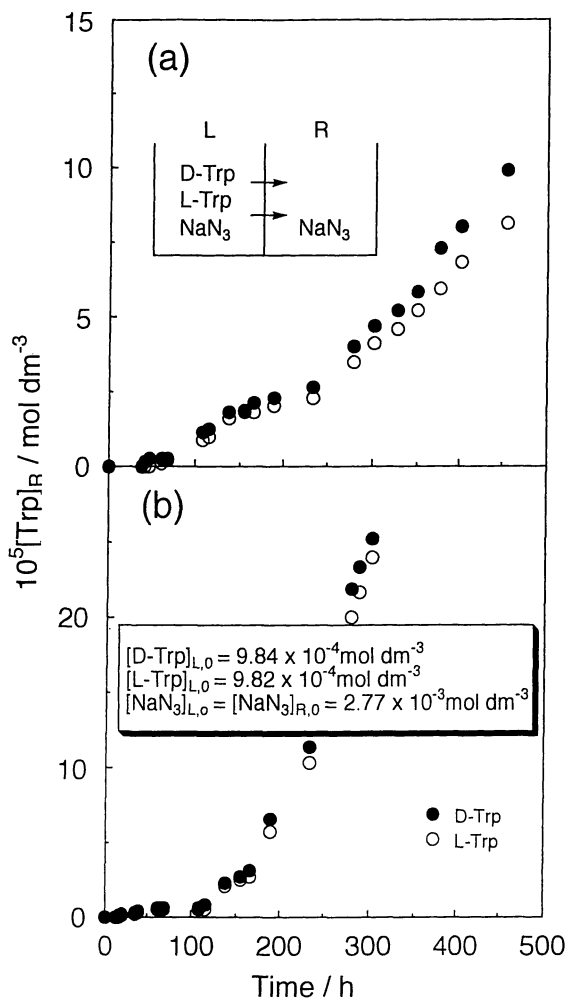 15
(a)
L R
D-Trp
L-Trp
NaN3 NaN3
10
5
0
10^5[Trp]R / mol dm^-3
(b)
20
[D-Trp]L,0 = 9.84 x 10^-4 mol dm^-3
[L-Trp]L,0 = 9.82 x 10^-4 mol dm^-3
[NaN3]L,o = [NaN3]R,0 = 2.77 x 10^-3 mol dm^-3
10
D-Trp
L-Trp
0
0 100 200 300 400 500
Time / h